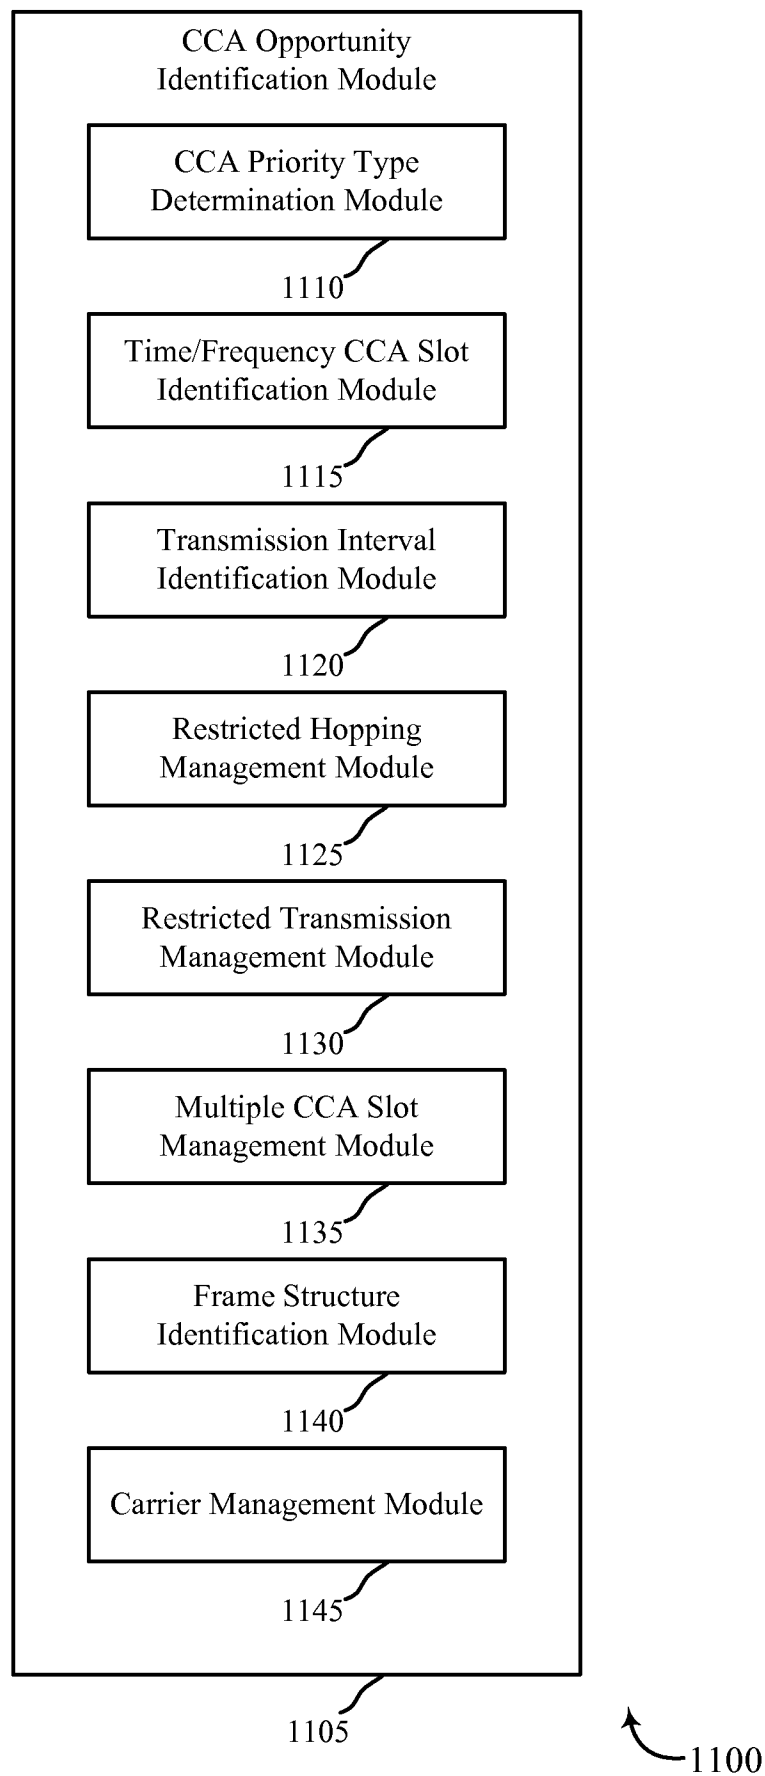 CCA Opportunity
Identification Module
CCA Priority Type
Determination Module
1110
Time/Frequency CCA Slot
Identification Module
1115
Transmission Interval
Identification Module
1120
Restricted Hopping
Management Module
1125
Restricted Transmission
Management Module
1130
Multiple CCA Slot
Management Module
1135
Frame Structure
Identification Module
1140
Carrier Management Module
1145
1105
1100